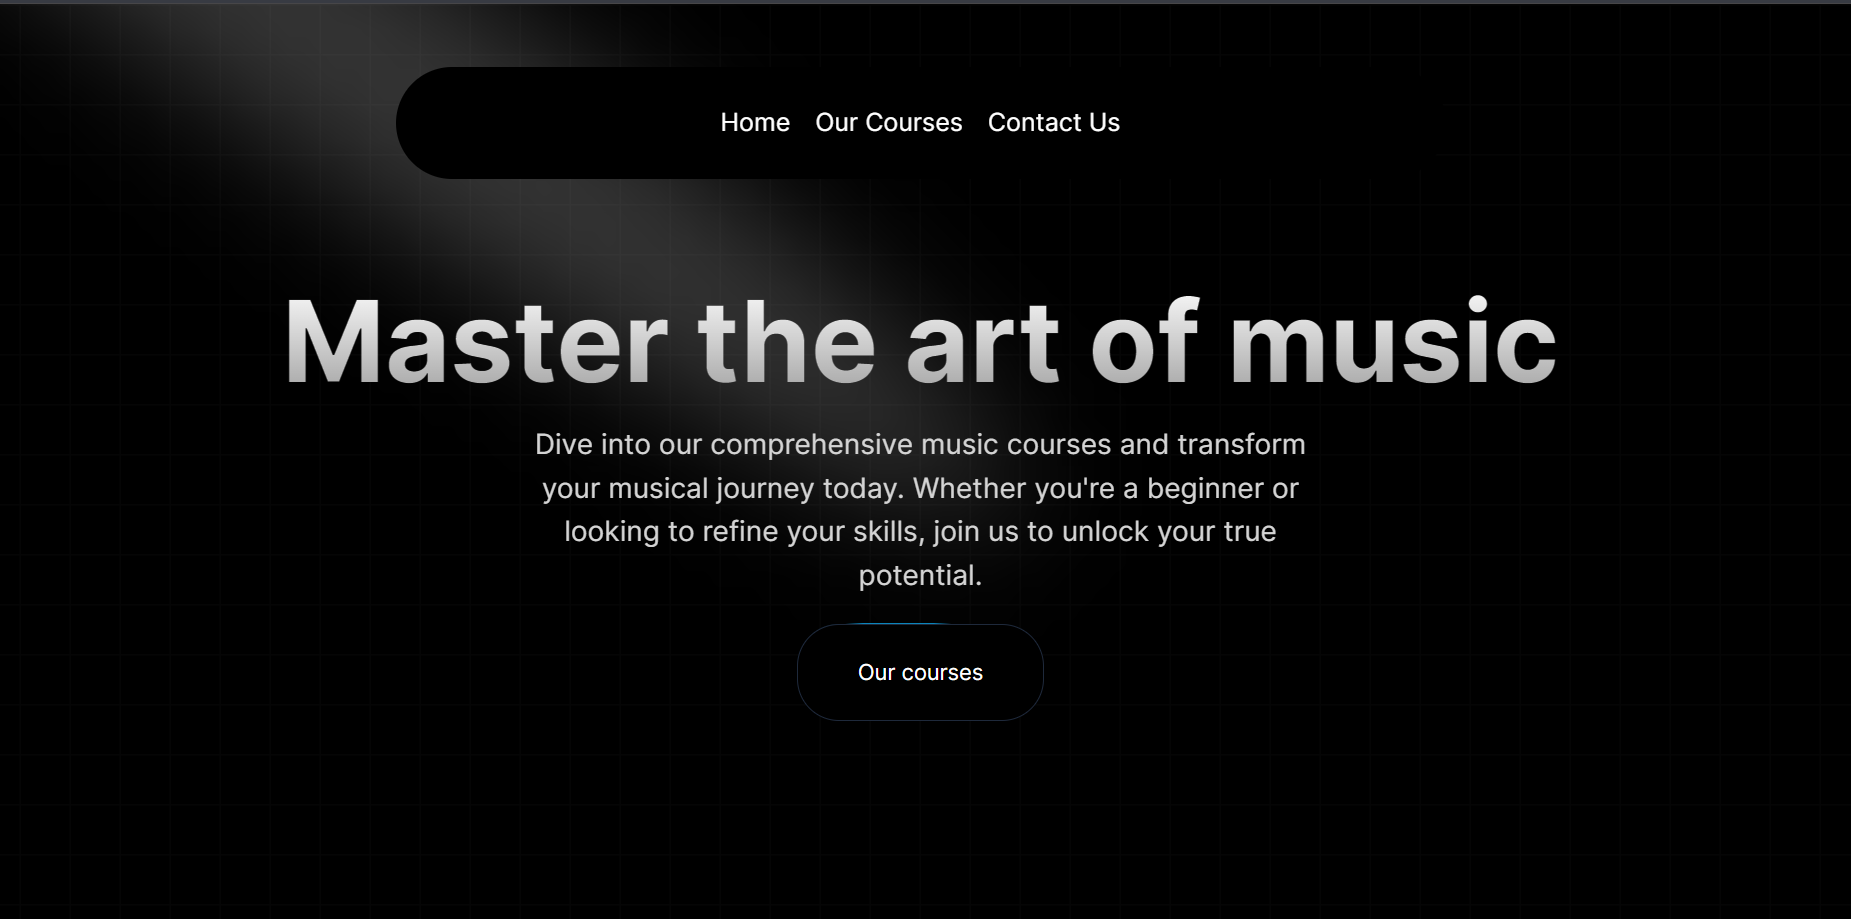 Home Our Courses Contact Us
Master the art of music
Dive into our comprehensive music courses and transform
your musical journey today. Whether you're a beginner or
looking to refine your skills, join us to unlock your true
potential.
Our courses